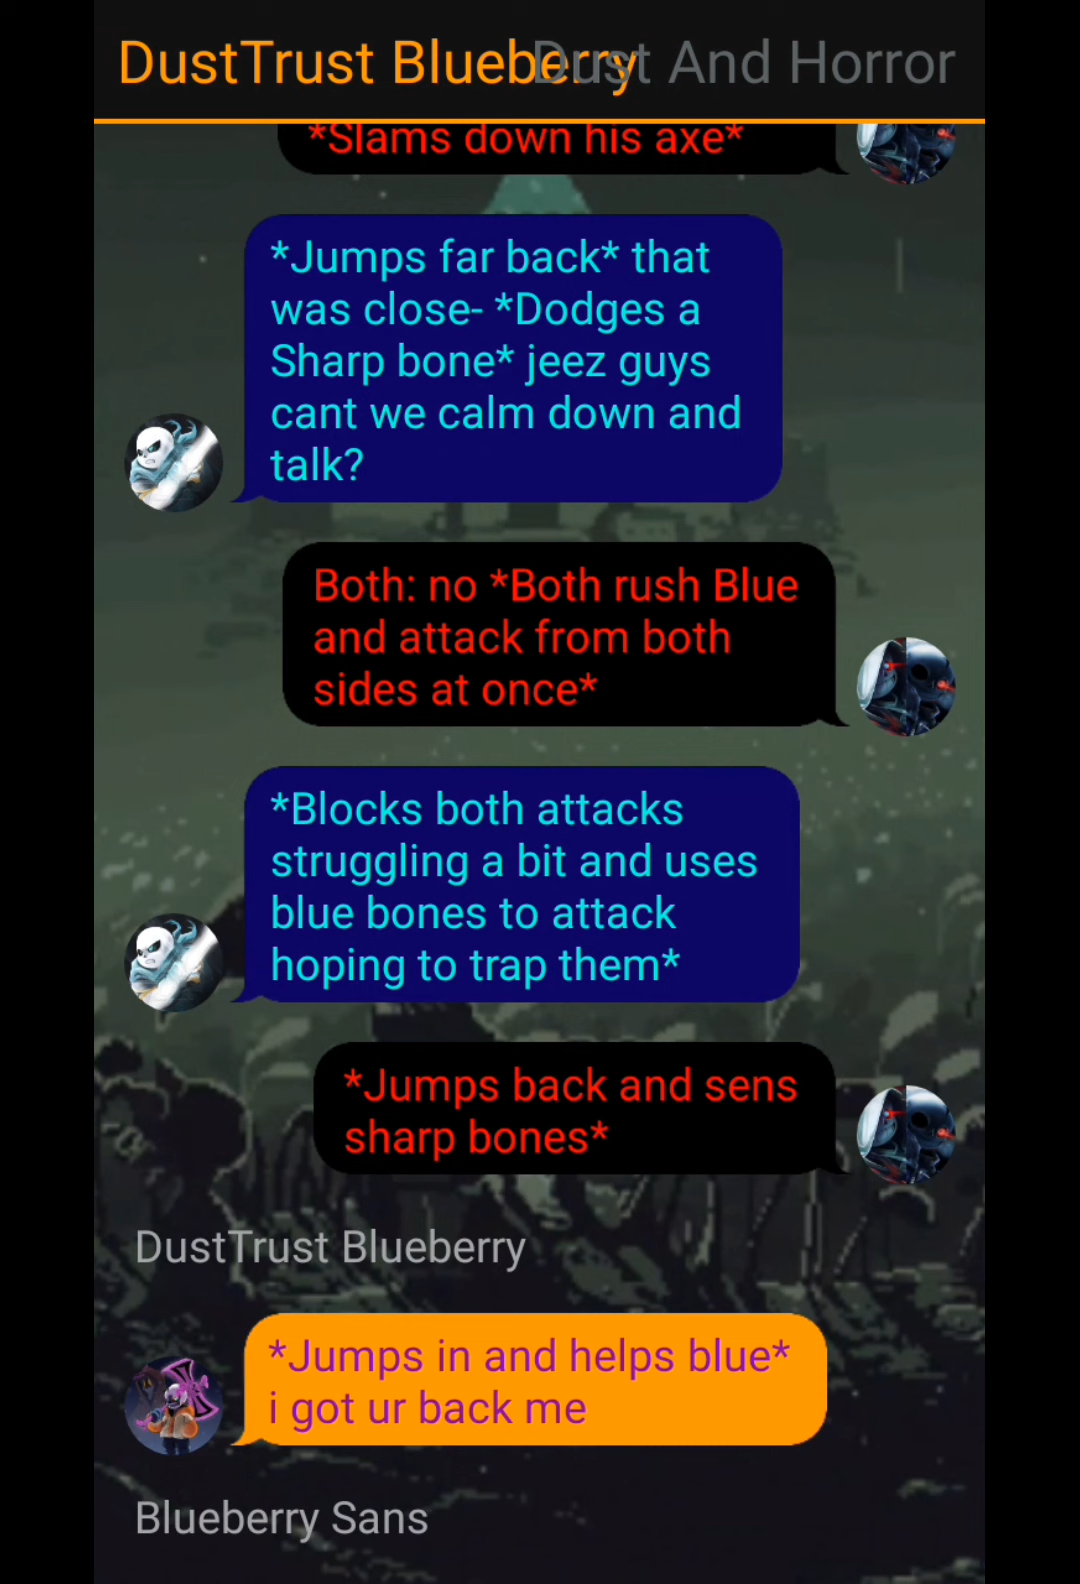 DustTrust Blueberry
Dust And Horror
*Slams down his axe*
*Jumps far back* that
was close- *Dodges a
Sharp bone* jeez guys
cant we calm down and
talk?
Both: no *Both rush Blue
and attack from both
sides at once*
*Blocks both attacks
struggling a bit and uses
blue bones to attack
hoping to trap them*
*Jumps back and sens
sharp bones*
DustTrust Blueberry
*Jumps in and helps blue*
i got ur back me
Blueberry Sans